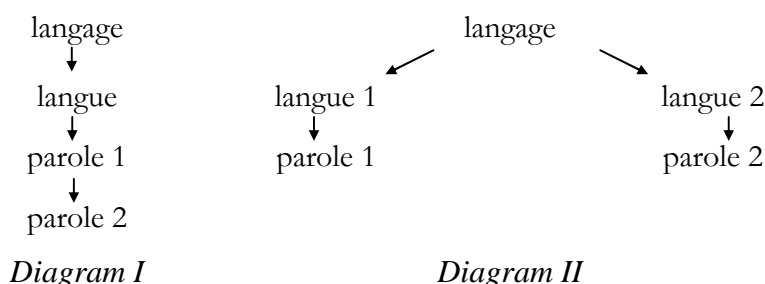 langage langage
langue langue 1 langue 2
parole 1 parole 1 parole 2
parole 2
Diagram I Diagram II